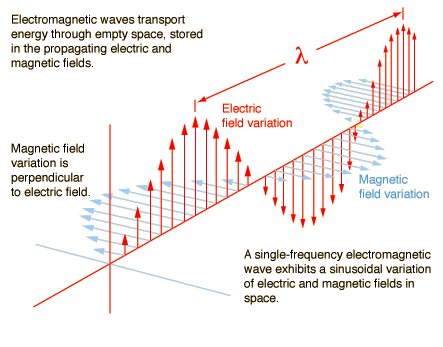 Electromagnetic waves transport
energy through empty space, stored
in the propagating electric and
magnetic fields.
λ
Electric
field variation
Magnetic field
variation is
perpendicular
to electric field.
Magnetic
field variation
A single-frequency electromagnetic
wave exhibits a sinusoidal variation
of electric and magnetic fields in
space.